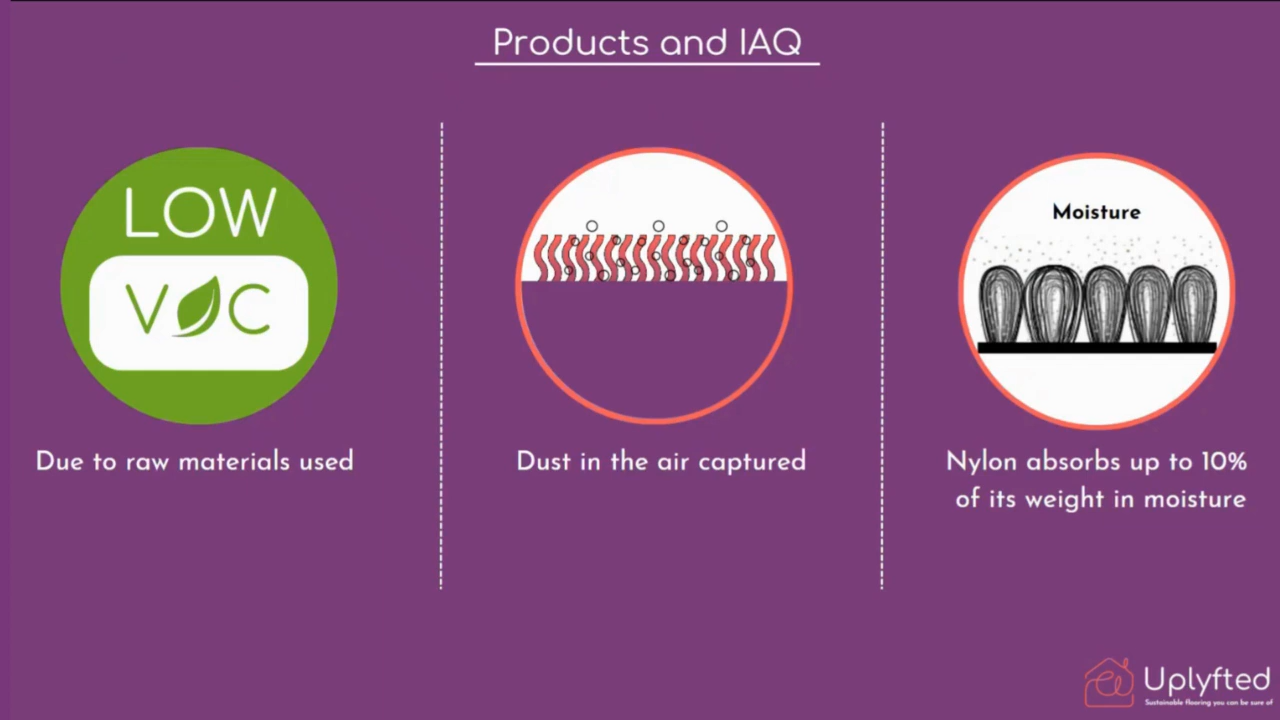 Products and IAQ
LOW
VOC
Due to raw materials used
Dust in the air captured
Moisture
Nylon absorbs up to 10%
of its weight in moisture
Uplyfted
Sustainable flooring you can be sure of